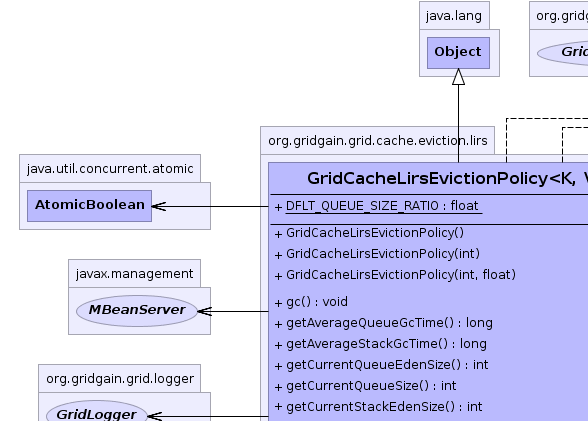 java.lang
Object
org.grid
Grid
org.gridgain.grid.cache.eviction.lirs
GridCacheLirsEvictionPolicy<K, V
+ DFLT_QUEUE_SIZE_RATIO : float
+ GridCacheLirsEvictionPolicy()
+ GridCacheLirsEvictionPolicy(int)
+ GridCacheLirsEvictionPolicy(int, float)
+ gc() : void
+ getAverageQueueGcTime() : long
+ getAverageStackGcTime() : long
+ getCurrentQueueEdenSize() : int
+ getCurrentQueueSize() : int
+ getCurrentStackEdenSize() : int
java.util.concurrent.atomic
AtomicBoolean
javax.management
MBeanServer
org.gridgain.grid.logger
GridLogger